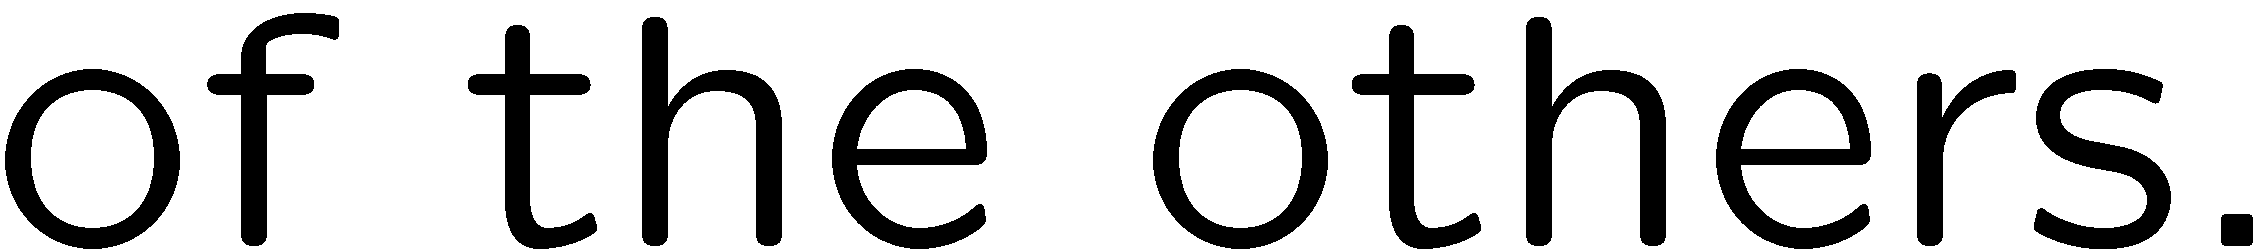 of the others.